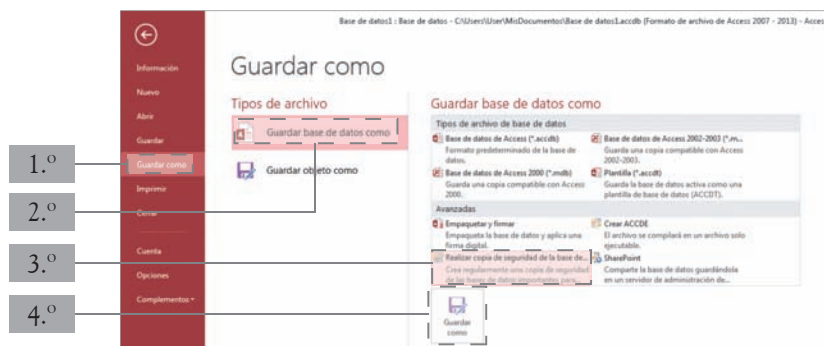 Base de datos1 : Base de datos - C:\Users\User\MisDocumentos\Base de datos1.accdb (Formato de archivo de Access 2007 - 2013) - Acces
Información
Nuevo
Abrir
Guardar
Guardar como
Imprimir
Cerrar
Cuenta
Opciones
Complementos
1.º
2.º
3.º
4.º
Guardar como
Tipos de archivo
Guardar base de datos como
Guardar objeto como
Guardar base de datos como
Tipos de archivo de base de datos
Base de datos de Access (*.accdb)
Formato predeterminado de la base de
datos.
Base de datos de Access 2002-2003 (*.m...
Guarda una copia compatible con Access
2002-2003.
Base de datos de Access 2000 (*.mdb)
Guarda una copia compatible con Access
2000.
Plantilla (*.accdt)
Guarda la base de datos activa como una
plantilla de base de datos (ACCDT).
Avanzadas
Empaquetar y firmar
Empaqueta la base de datos y aplica una
firma digital.
Crear ACCDE
El archivo se compilará en un archivo solo
ejecutable.
Realizar copia de seguridad de la base de...
Crea regularmente una copia de seguridad
de las bases de datos importantes para...
SharePoint
Comparte la base de datos guardándola
en un servidor de administración de...
Guardar
como